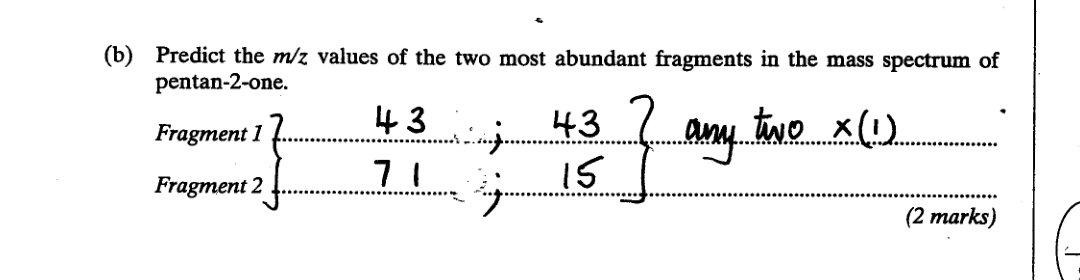 (b) Predict the m/z values of the two most abundant fragments in the mass spectrum of
pentan-2-one.
Fragment 1 } 43 ; 43 } any two x(1)
Fragment 2 71 ; 15
(2 marks)